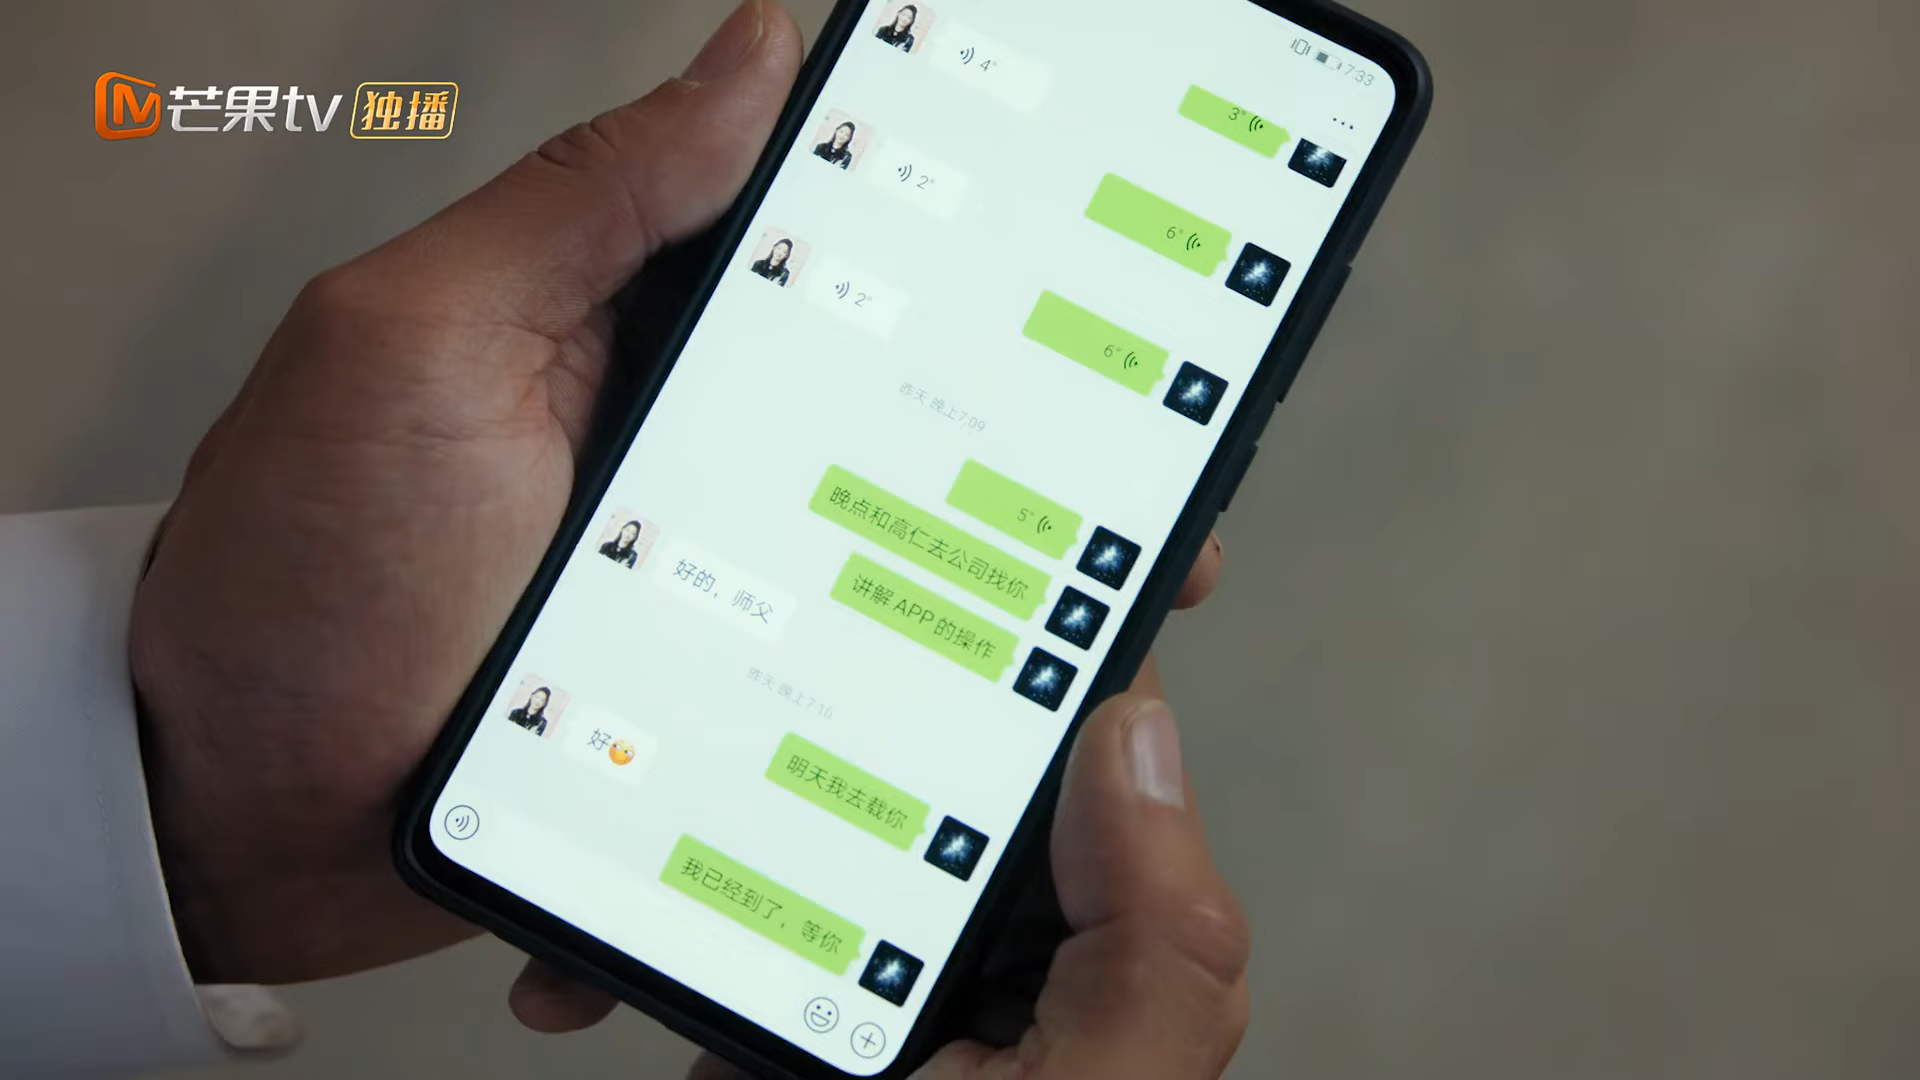 芒果tv 独播
7:33
4"
3"
2"
6"
2"
6"
昨天 晚上7:09
5"
晚点和高仁去公司找你
讲解 APP 的操作
好的，师父
昨天 晚上7:10
明天我去载你
好
我已经到了，等你